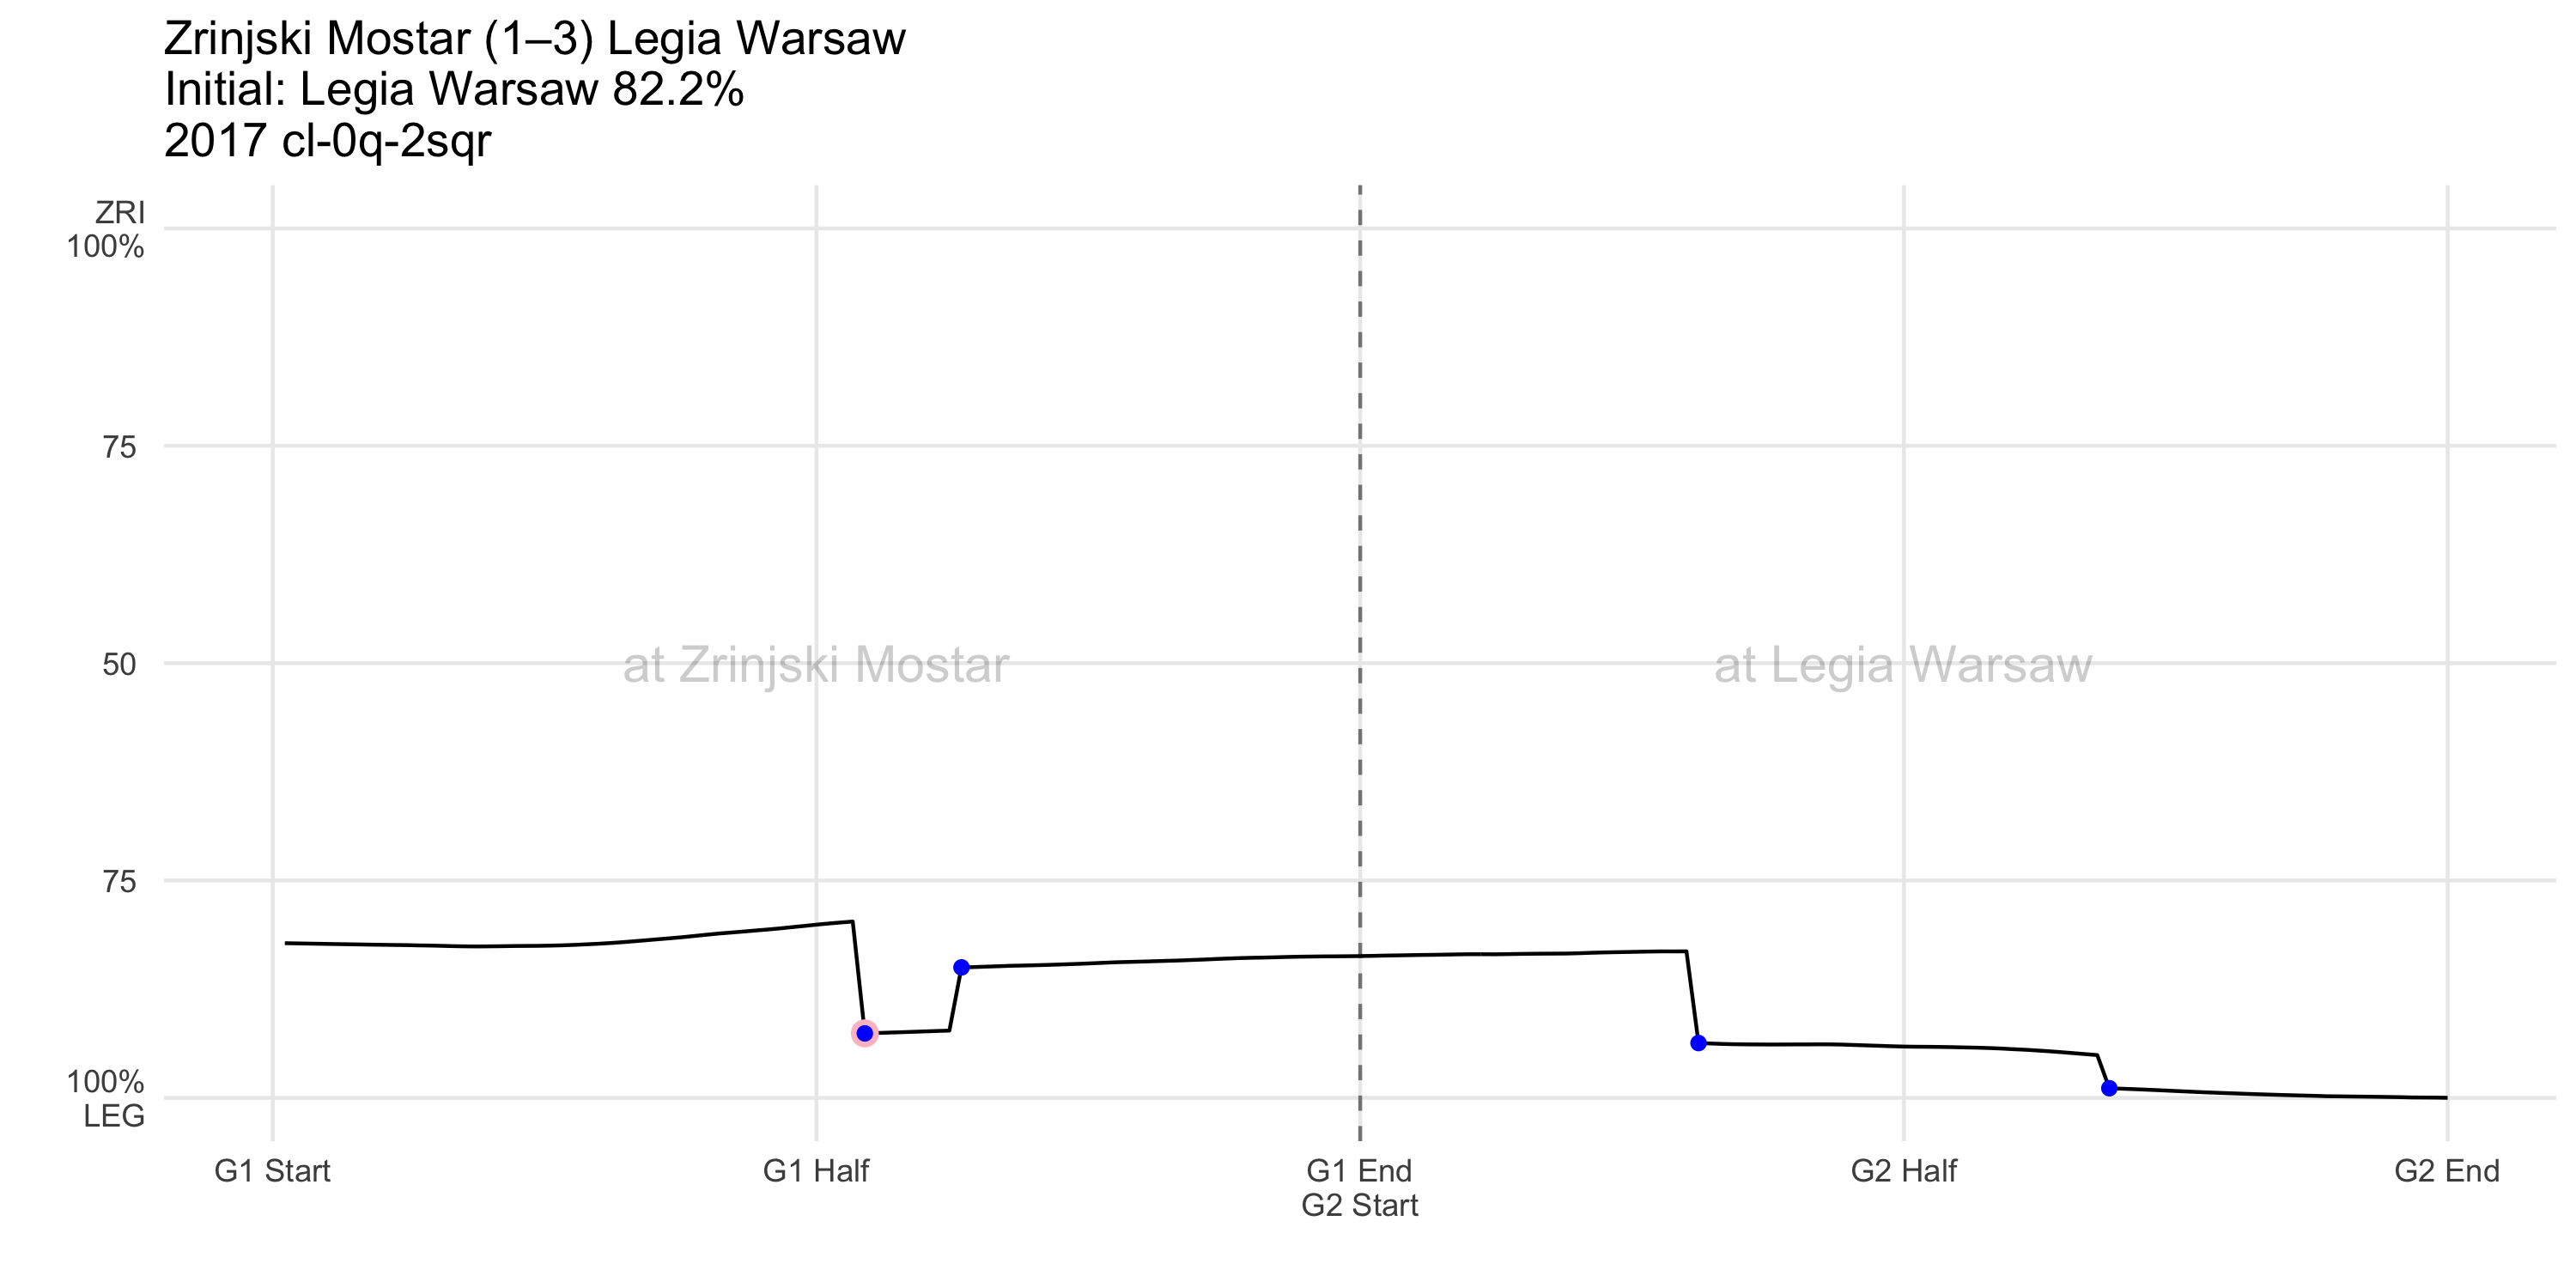 Zrinjski Mostar (1–3) Legia Warsaw
Initial: Legia Warsaw 82.2%
2017 cl-0q-2sqr
ZRI
100%
75
50
at Zrinjski Mostar
at Legia Warsaw
75
100%
LEG
G1 Start
G1 Half
G1 End
G2 Start
G2 Half
G2 End